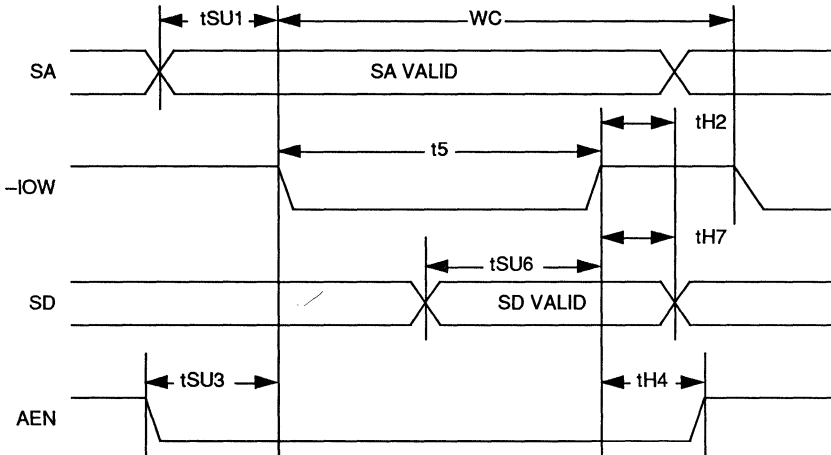 tSU1
WC
SA
SA VALID
tH2
t5
–IOW
tH7
tSU6
SD
SD VALID
tSU3
tH4
AEN